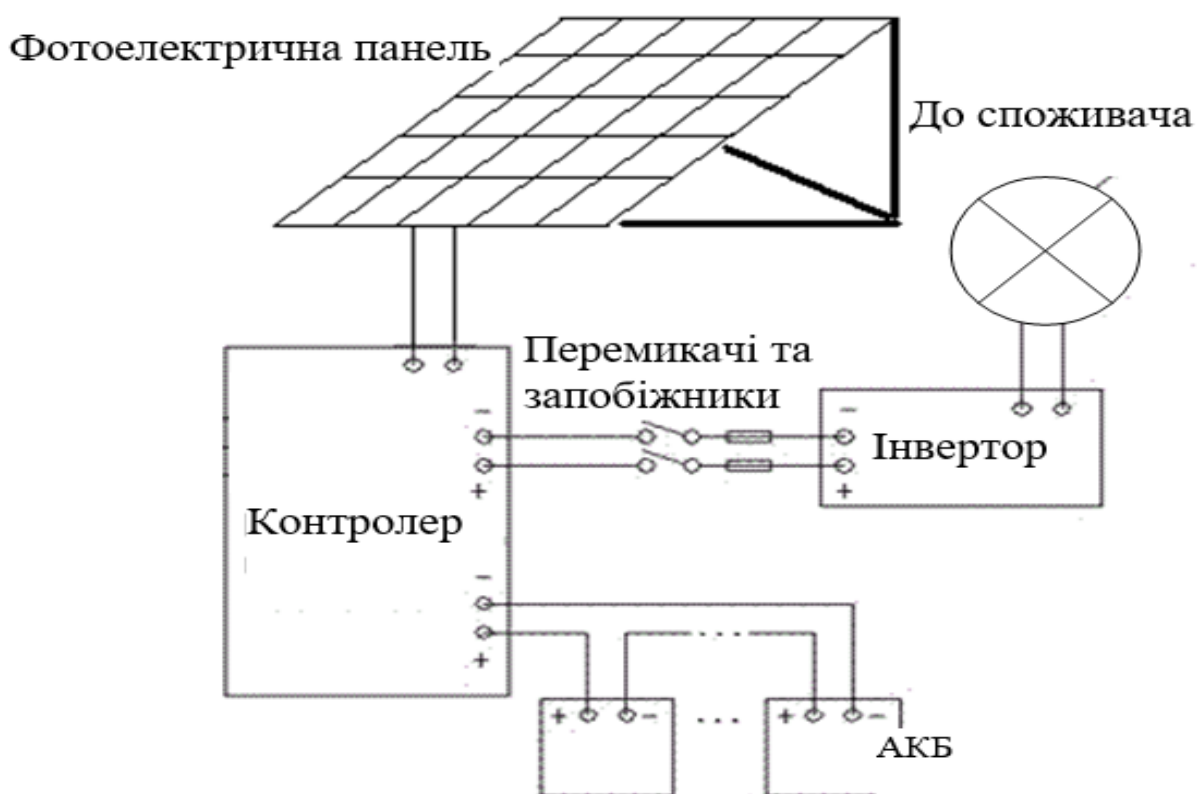 Фотоелектрична панель
До споживача
Перемикачі та
запобіжники
−
−
Інвертор
+
+
Контролер
−
+
. . .
+ − . . . + −
АКБ